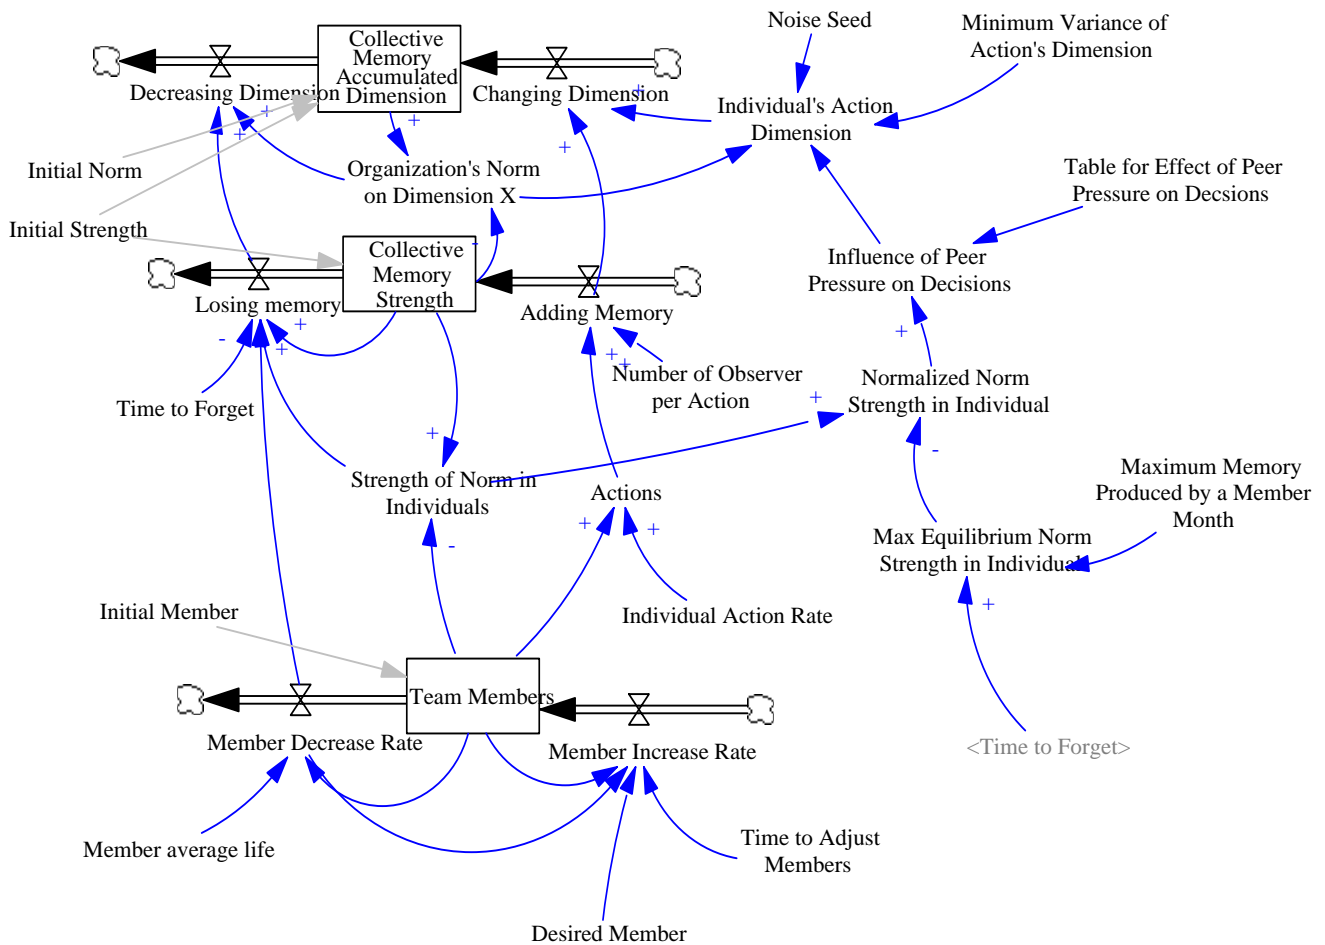 Noise Seed
Minimum Variance of
Action's Dimension
Collective
Memory
Accumulated
Dimension
Decreasing Dimension
Changing Dimension
Individual's Action
Dimension
+
+
+
+
+
Initial Norm
Organization's Norm
on Dimension X
Table for Effect of Peer
Pressure on Decsions
Initial Strength
-
Collective
Memory
Strength
Influence of Peer
Pressure on Decisions
Losing memory
Adding Memory
+
-
+
+
+
+
Time to Forget
Number of Observer
per Action
Normalized Norm
Strength in Individual
+
+
-
Strength of Norm in
Individuals
Actions
Maximum Memory
Produced by a Member
Month
+
+
-
Max Equilibrium Norm
Strength in Individuals
+
Initial Member
Individual Action Rate
Team Members
Member Decrease Rate
Member Increase Rate
<Time to Forget>
Member average life
Time to Adjust
Members
Desired Member